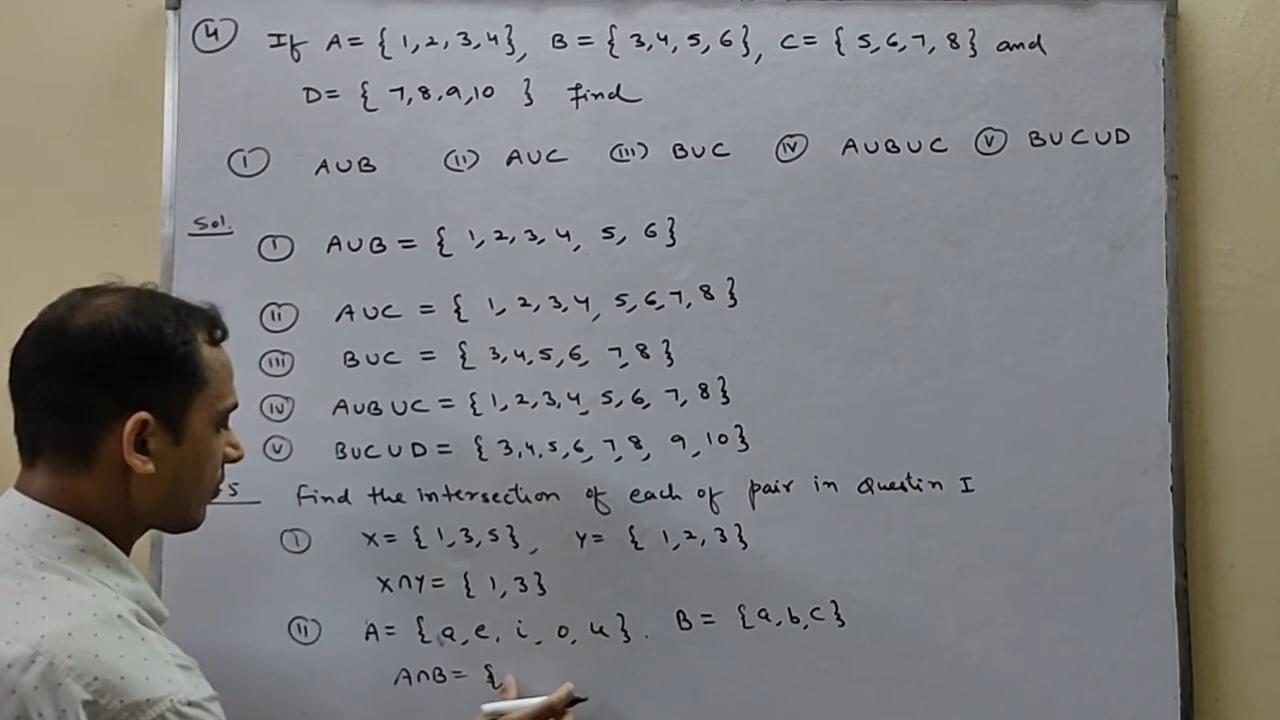 ④ If A = { 1, 2, 3, 4 }, B = { 3, 4, 5, 6 }, C = { 5, 6, 7, 8 } and
D = { 7, 8, 9, 10 } find
(i) A∪B (ii) A∪C (iii) B∪C (iv) A∪B∪C (v) B∪C∪D
Sol.
(i) A∪B = { 1, 2, 3, 4, 5, 6 }
(ii) A∪C = { 1, 2, 3, 4, 5, 6, 7, 8 }
(iii) B∪C = { 3, 4, 5, 6, 7, 8 }
(iv) A∪B∪C = { 1, 2, 3, 4, 5, 6, 7, 8 }
(v) B∪C∪D = { 3, 4, 5, 6, 7, 8, 9, 10 }
5 Find the intersection of each of pair in Questin I
(i) X = { 1, 3, 5 }, Y = { 1, 2, 3 }
X∩Y = { 1, 3 }
(ii) A = { a, e, i, o, u }. B = { a, b, c }
A∩B = {